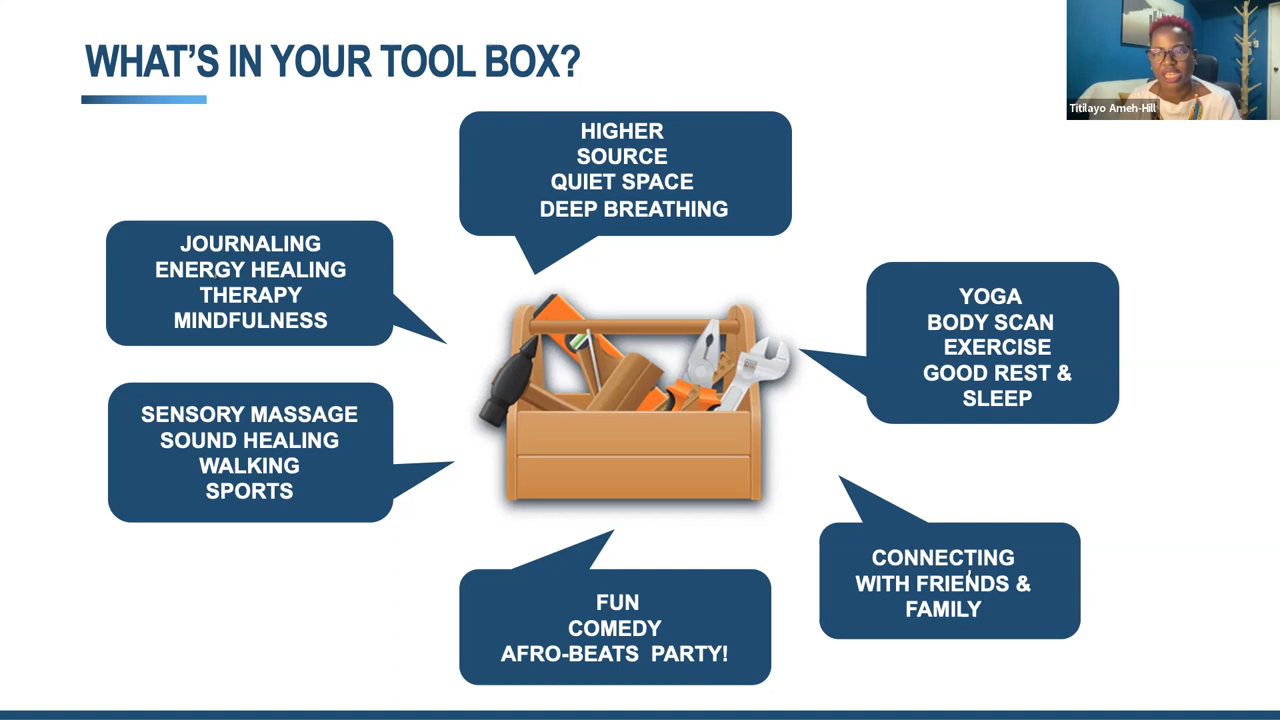 WHAT'S IN YOUR TOOL BOX?
Titilayo Ameh-Hill
HIGHER
SOURCE
QUIET SPACE
DEEP BREATHING
JOURNALING
ENERGY HEALING
THERAPY
MINDFULNESS
YOGA
BODY SCAN
EXERCISE
GOOD REST &
SLEEP
SENSORY MASSAGE
SOUND HEALING
WALKING
SPORTS
CONNECTING
WITH FRIENDS &
FAMILY
FUN
COMEDY
AFRO-BEATS  PARTY!